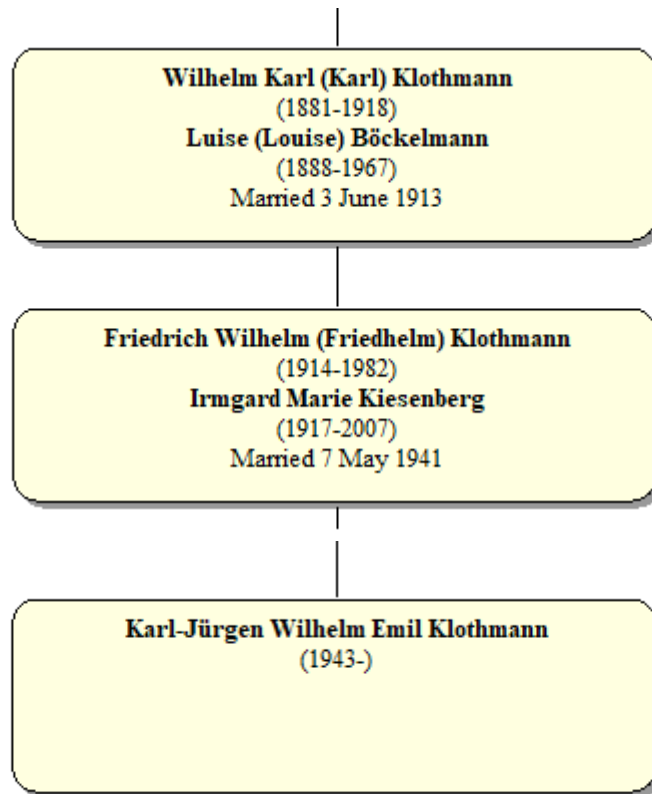 Wilhelm Karl (Karl) Klothmann
(1881-1918)
Luise (Louise) Böckelmann
(1888-1967)
Married 3 June 1913
Friedrich Wilhelm (Friedhelm) Klothmann
(1914-1982)
Irmgard Marie Kiesenberg
(1917-2007)
Married 7 May 1941
Karl-Jürgen Wilhelm Emil Klothmann
(1943-)